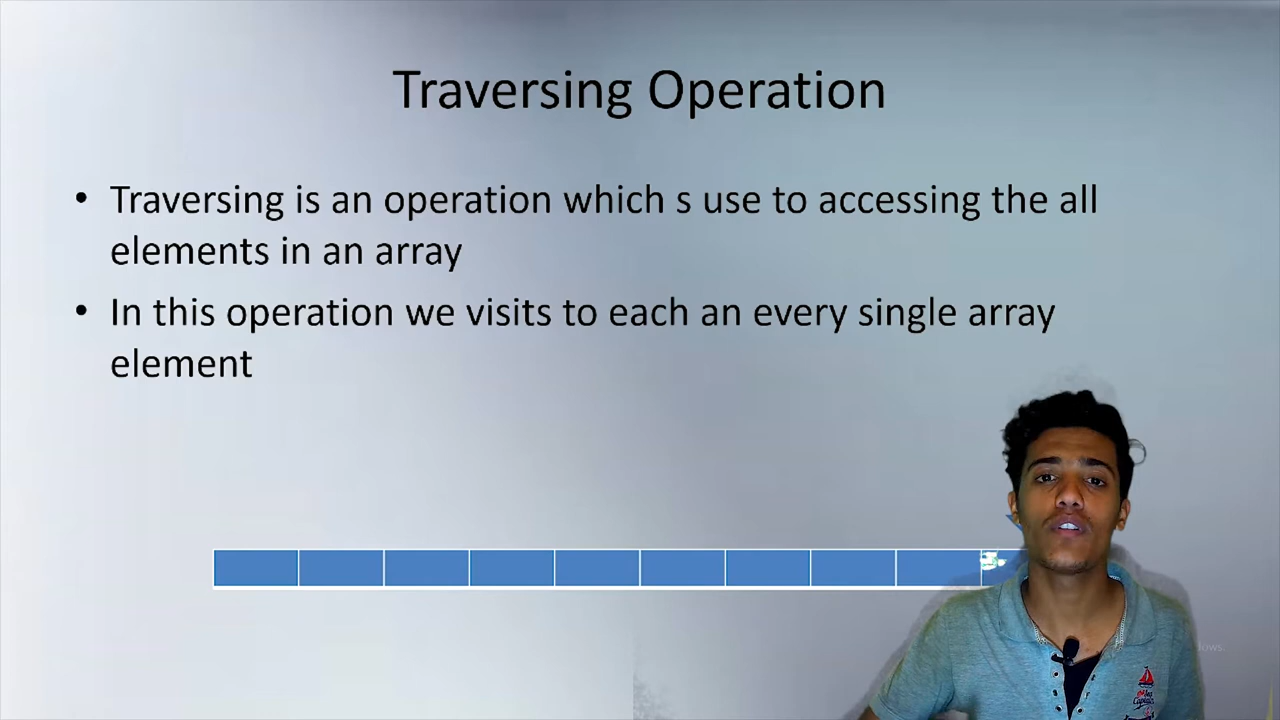 Traversing Operation
• Traversing is an operation which s use to accessing the all
elements in an array
• In this operation we visits to each an every single array
element
lows.